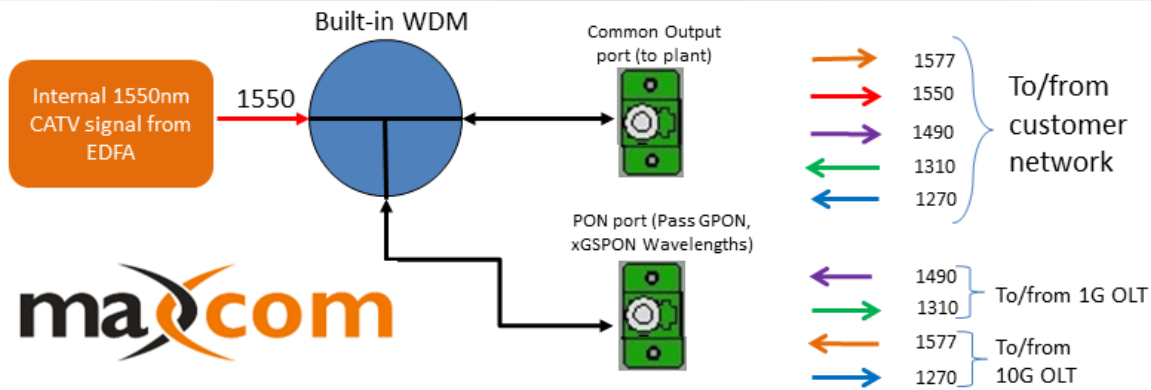 Built-in WDM
Internal 1550nm
CATV signal from
EDFA
1550
Common Output
port (to plant)
1577
1550
1490
1310
1270
To/from
customer
network
PON port (Pass GPON,
xGSPON Wavelengths)
1490
1310
To/from 1G OLT
1577
1270
To/from
10G OLT
maxcom